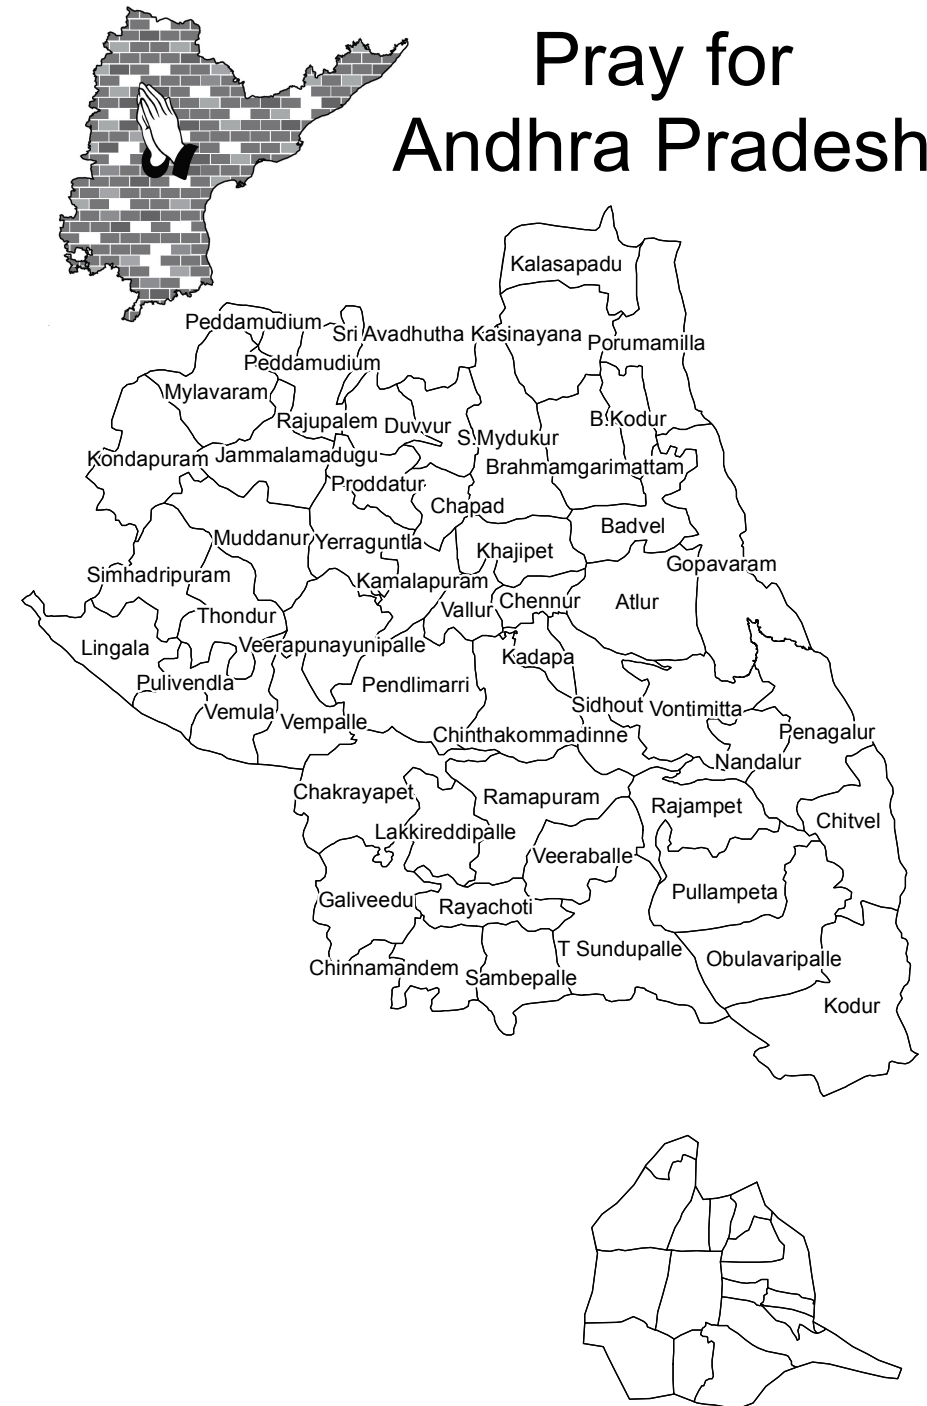 Pray for
Andhra Pradesh
Kalasapadu
Peddamudium
Sri Avadhutha Kasinayana
Porumamilla
Peddamudium
Mylavaram
Rajupalem
Duvvur
B.Kodur
S.Mydukur
Kondapuram
Jammalamadugu
Brahmamgarimattam
Proddatur
Chapad
Badvel
Muddanur
Yerraguntla
Khajipet
Gopavaram
Simhadripuram
Kamalapuram
Chennur
Atlur
Vallur
Thondur
Lingala
Veerapunayunipalle
Kadapa
Pulivendla
Pendlimarri
Sidhout
Vontimitta
Vemula
Vempalle
Chinthakommadinne
Penagalur
Nandalur
Chakrayapet
Ramapuram
Rajampet
Chitvel
Lakkireddipalle
Veeraballe
Pullampeta
Galiveedu
Rayachoti
T Sundupalle
Obulavaripalle
Chinnamandem
Sambepalle
Kodur